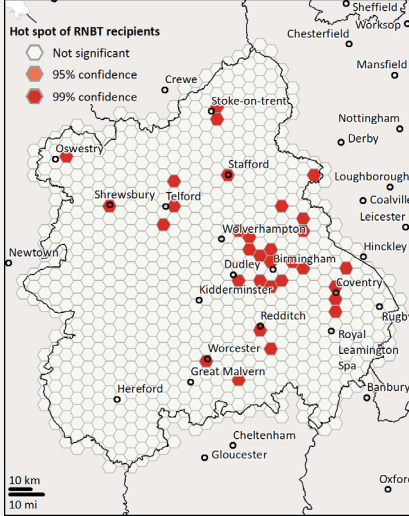 Sheffield
Worksop
Hot spot of RNBT recipients
Chesterfield
Not significant
95% confidence
99% confidence
Mansfield
Crewe
Stoke-on-trent
Nottingham
Derby
Oswestry
Stafford
Loughborough
Shrewsbury
Telford
Coalville
Leicester
Wolverhampton
Newtown
Hinckley
Dudley
Birmingham
Kidderminster
Coventry
Redditch
Rugby
Royal
Leamington
Spa
Worcester
Great Malvern
Hereford
Banbury
Cheltenham
Gloucester
10 km
10 mi
Oxfor